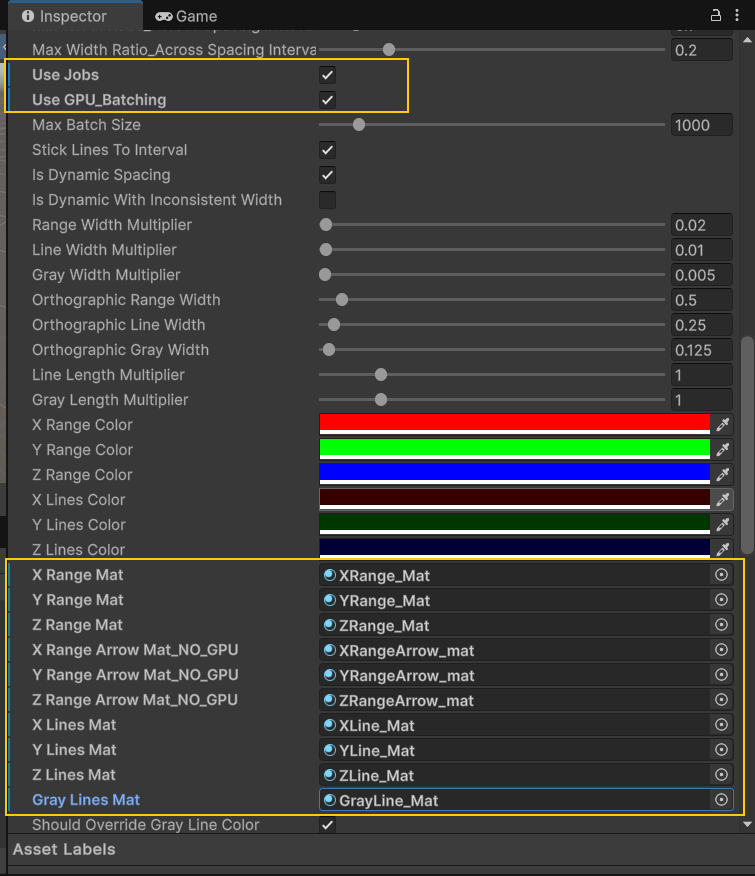 Inspector Game
Max Width Ratio_Across Spacing Interva 0.2
Use Jobs
Use GPU_Batching
Max Batch Size 1000
Stick Lines To Interval
Is Dynamic Spacing
Is Dynamic With Inconsistent Width
Range Width Multiplier 0.02
Line Width Multiplier 0.01
Gray Width Multiplier 0.005
Orthographic Range Width 0.5
Orthographic Line Width 0.25
Orthographic Gray Width 0.125
Line Length Multiplier 1
Gray Length Multiplier 1
X Range Color
Y Range Color
Z Range Color
X Lines Color
Y Lines Color
Z Lines Color
X Range Mat XRange_Mat
Y Range Mat YRange_Mat
Z Range Mat ZRange_Mat
X Range Arrow Mat_NO_GPU XRangeArrow_mat
Y Range Arrow Mat_NO_GPU YRangeArrow_mat
Z Range Arrow Mat_NO_GPU ZRangeArrow_mat
X Lines Mat XLine_Mat
Y Lines Mat YLine_Mat
Z Lines Mat ZLine_Mat
Gray Lines Mat GrayLine_Mat
Should Override Gray Line Color
Asset Labels